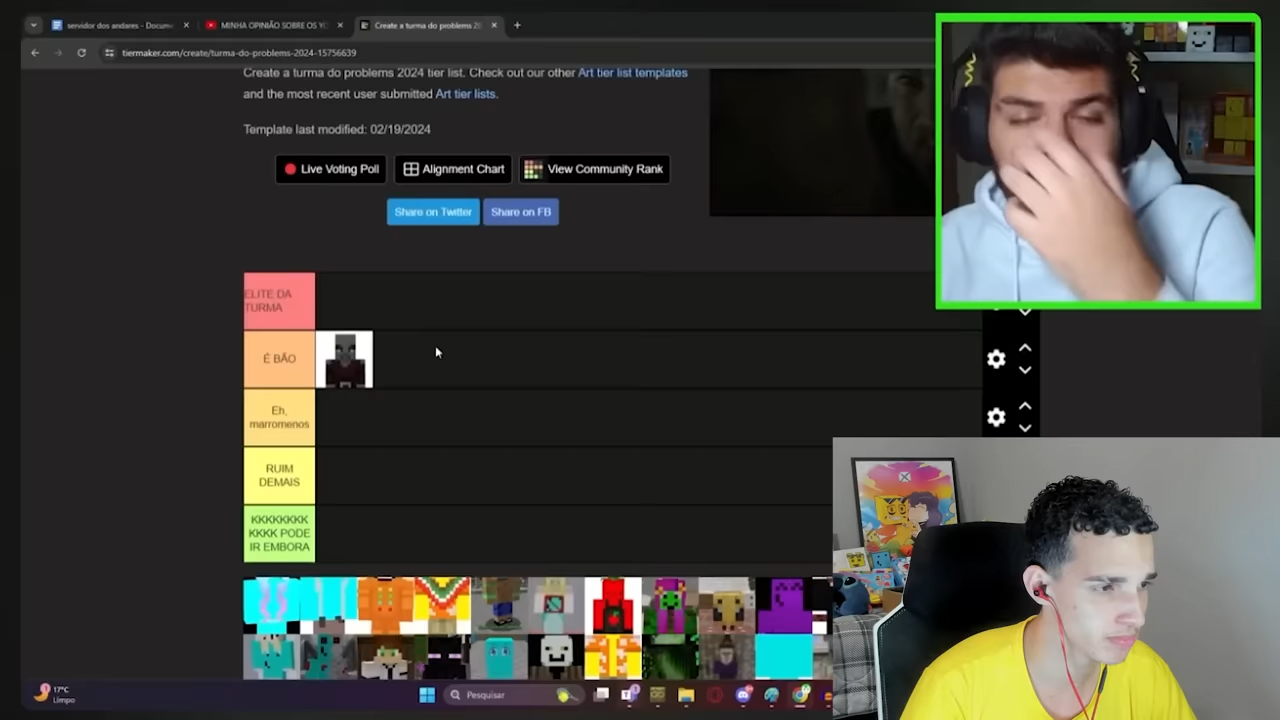 servidor dos andares - Docum
MINHA OPINIÃO SOBRE OS YO
Create a turma do problems 20
tiermaker.com/create/turma-do-problems-2024-15756639
Create a turma do problems 2024 tier list. Check out our other Art tier list templates
and the most recent user submitted Art tier lists.
Template last modified: 02/19/2024
Live Voting Poll
Alignment Chart
View Community Rank
Share on Twitter
Share on FB
ELITE DA
TURMA
É BÃO
Eh,
marromenos
RUIM
DEMAIS
KKKKKKKK
KKKK PODE
IR EMBORA
17°C
Limpo
Pesquisar